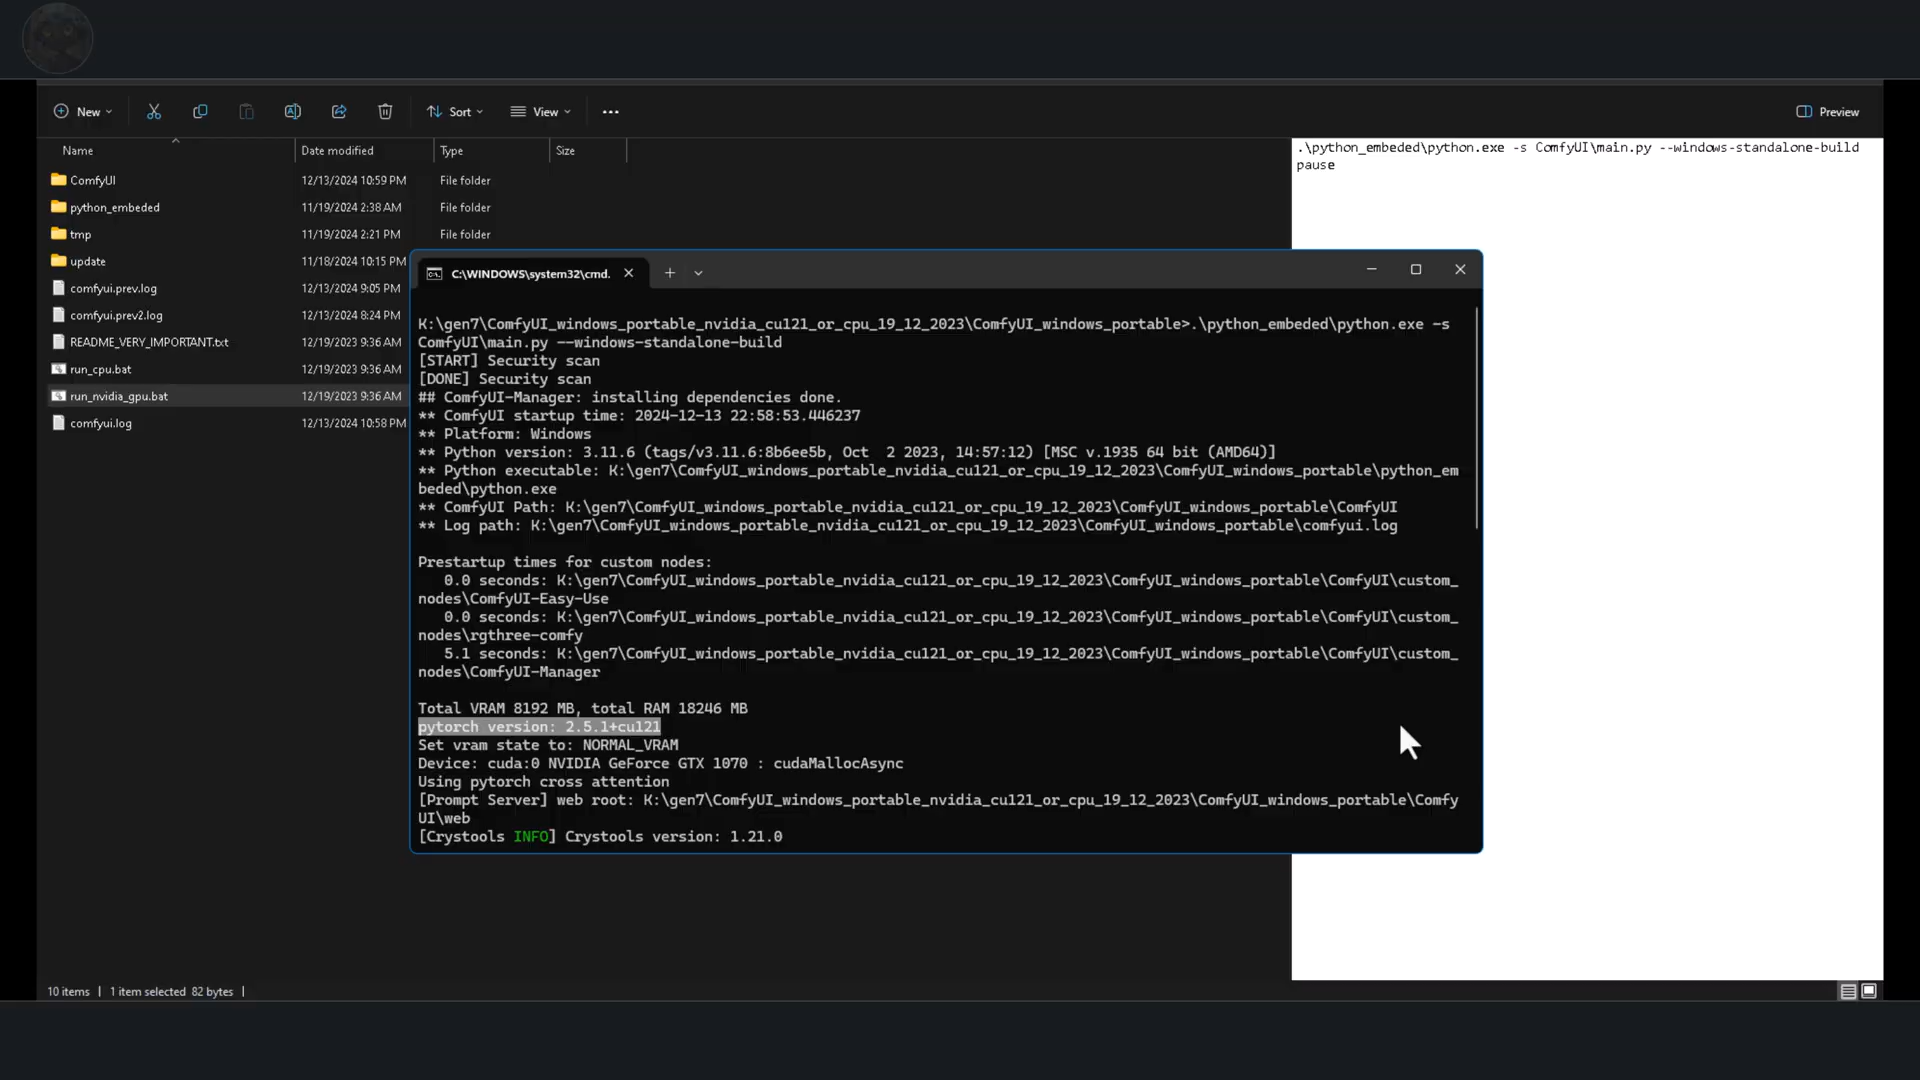 New
Sort
View
Preview
Name
Date modified
Type
Size
ComfyUI
12/13/2024 10:59 PM
File folder
python_embeded
11/19/2024 2:38 AM
File folder
tmp
11/19/2024 2:21 PM
File folder
update
11/18/2024 10:15 PM
comfyui.prev.log
12/13/2024 9:05 PM
comfyui.prev2.log
12/13/2024 8:24 PM
README_VERY_IMPORTANT.txt
12/19/2023 9:36 AM
run_cpu.bat
12/19/2023 9:36 AM
run_nvidia_gpu.bat
12/19/2023 9:36 AM
comfyui.log
12/13/2024 10:58 PM
.\python_embeded\python.exe -s ComfyUI\main.py --windows-standalone-build
pause
C:\WINDOWS\system32\cmd.
K:\gen7\ComfyUI_windows_portable_nvidia_cu121_or_cpu_19_12_2023\ComfyUI_windows_portable>.\python_embeded\python.exe -s
ComfyUI\main.py --windows-standalone-build
[START] Security scan
[DONE] Security scan
## ComfyUI-Manager: installing dependencies done.
** ComfyUI startup time: 2024-12-13 22:58:53.446237
** Platform: Windows
** Python version: 3.11.6 (tags/v3.11.6:8b6ee5b, Oct  2 2023, 14:57:12) [MSC v.1935 64 bit (AMD64)]
** Python executable: K:\gen7\ComfyUI_windows_portable_nvidia_cu121_or_cpu_19_12_2023\ComfyUI_windows_portable\python_em
beded\python.exe
** ComfyUI Path: K:\gen7\ComfyUI_windows_portable_nvidia_cu121_or_cpu_19_12_2023\ComfyUI_windows_portable\ComfyUI
** Log path: K:\gen7\ComfyUI_windows_portable_nvidia_cu121_or_cpu_19_12_2023\ComfyUI_windows_portable\comfyui.log
Prestartup times for custom nodes:
0.0 seconds: K:\gen7\ComfyUI_windows_portable_nvidia_cu121_or_cpu_19_12_2023\ComfyUI_windows_portable\ComfyUI\custom_
nodes\ComfyUI-Easy-Use
0.0 seconds: K:\gen7\ComfyUI_windows_portable_nvidia_cu121_or_cpu_19_12_2023\ComfyUI_windows_portable\ComfyUI\custom_
nodes\rgthree-comfy
5.1 seconds: K:\gen7\ComfyUI_windows_portable_nvidia_cu121_or_cpu_19_12_2023\ComfyUI_windows_portable\ComfyUI\custom_
nodes\ComfyUI-Manager
Total VRAM 8192 MB, total RAM 18246 MB
pytorch version: 2.5.1+cu121
Set vram state to: NORMAL_VRAM
Device: cuda:0 NVIDIA GeForce GTX 1070 : cudaMallocAsync
Using pytorch cross attention
[Prompt Server] web root: K:\gen7\ComfyUI_windows_portable_nvidia_cu121_or_cpu_19_12_2023\ComfyUI_windows_portable\Comfy
UI\web
[Crystools INFO] Crystools version: 1.21.0
10 items | 1 item selected 82 bytes |